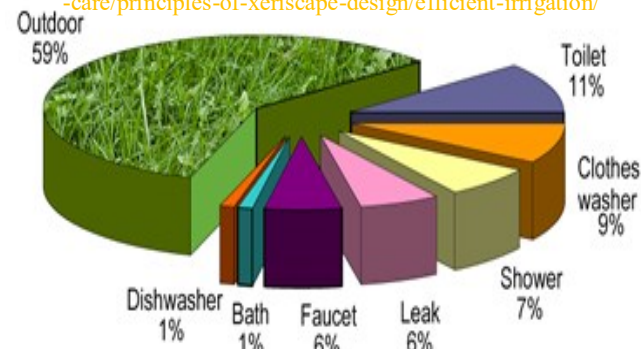 -care/principles-of-xeriscape-design/efficient-irrigation/
Outdoor
59%
Toilet
11%
Clothes
washer
9%
Shower
7%
Leak
6%
Faucet
6%
Bath
1%
Dishwasher
1%